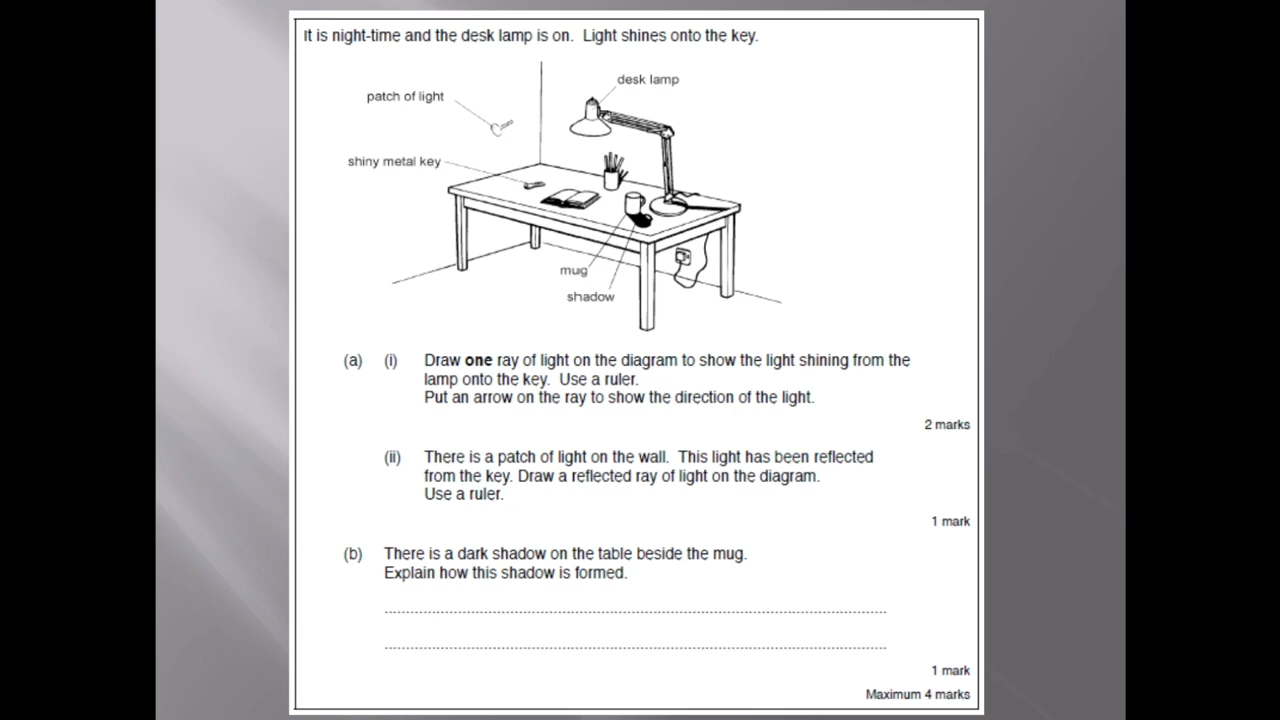 It is night-time and the desk lamp is on. Light shines onto the key.
desk lamp
patch of light
shiny metal key
mug
shadow
(a) (i) Draw one ray of light on the diagram to show the light shining from the
lamp onto the key. Use a ruler.
Put an arrow on the ray to show the direction of the light.
2 marks
(ii) There is a patch of light on the wall. This light has been reflected
from the key. Draw a reflected ray of light on the diagram.
Use a ruler.
1 mark
(b) There is a dark shadow on the table beside the mug.
Explain how this shadow is formed.
1 mark
Maximum 4 marks